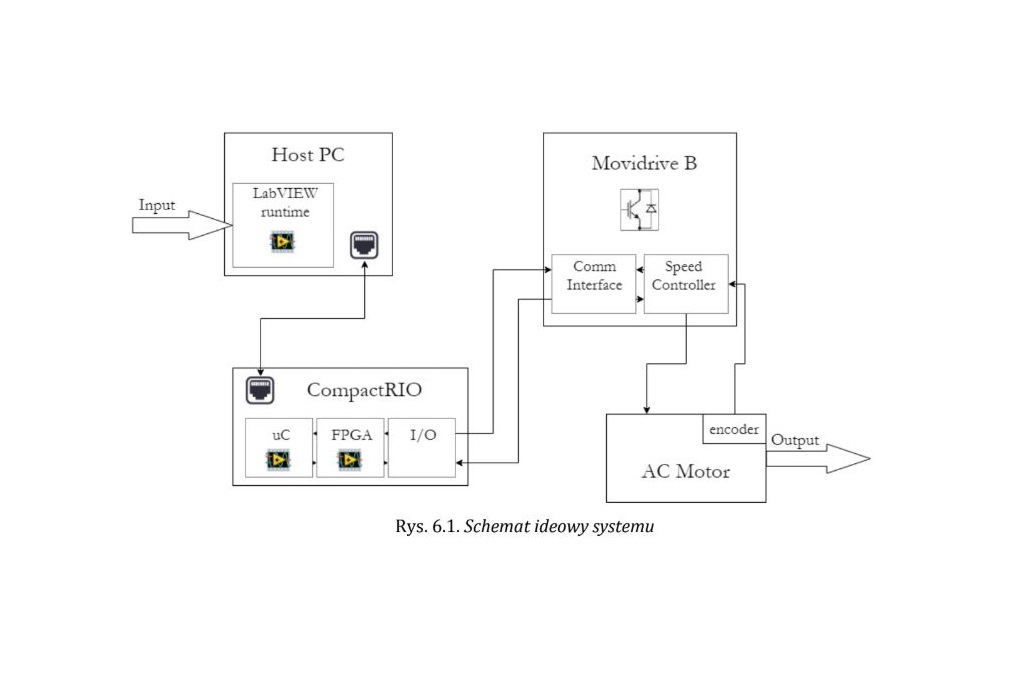 Host PC
LabVIEW
runtime
Input
Movidrive B
Comm
Interface
Speed
Controller
CompactRIO
uC
FPGA
I/O
encoder
AC Motor
Output
Rys. 6.1. Schemat ideowy systemu